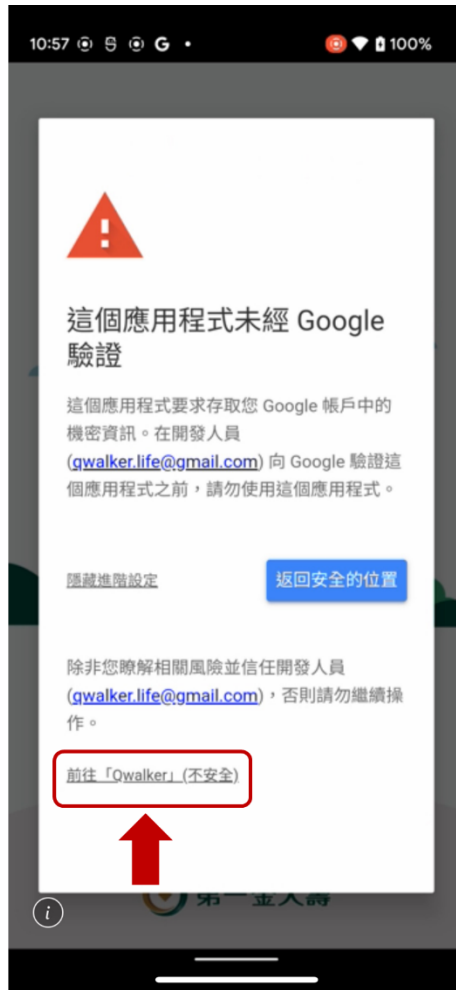 10:57
G
100%
這個應用程式未經 Google
驗證
這個應用程式要求存取您 Google 帳戶中的
機密資訊。在開發人員
(qwalker.life@gmail.com) 向 Google 驗證這
個應用程式之前，請勿使用這個應用程式。
隱藏進階設定
返回安全的位置
除非您瞭解相關風險並信任開發人員
(qwalker.life@gmail.com)，否則請勿繼續操
作。
前往「Qwalker」(不安全)
i
第一金人壽